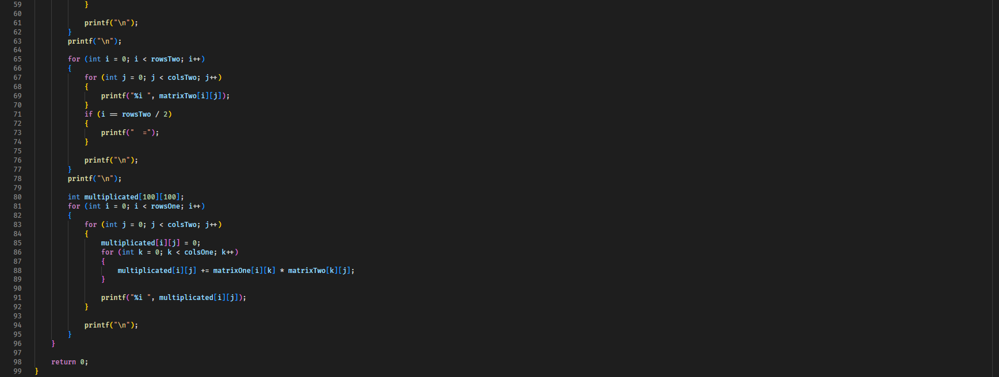 59             }
60
61             printf("\n");
62         }
63         printf("\n");
64
65         for (int i = 0; i < rowsTwo; i++)
66         {
67             for (int j = 0; j < colsTwo; j++)
68             {
69                 printf("%i ", matrixTwo[i][j]);
70             }
71             if (i == rowsTwo / 2)
72             {
73                 printf("  =");
74             }
75
76             printf("\n");
77         }
78         printf("\n");
79
80         int multiplicated[100][100];
81         for (int i = 0; i < rowsOne; i++)
82         {
83             for (int j = 0; j < colsTwo; j++)
84             {
85                 multiplicated[i][j] = 0;
86                 for (int k = 0; k < colsOne; k++)
87                 {
88                     multiplicated[i][j] += matrixOne[i][k] * matrixTwo[k][j];
89                 }
90
91                 printf("%i ", multiplicated[i][j]);
92             }
93
94             printf("\n");
95         }
96     }
97
98     return 0;
99 }